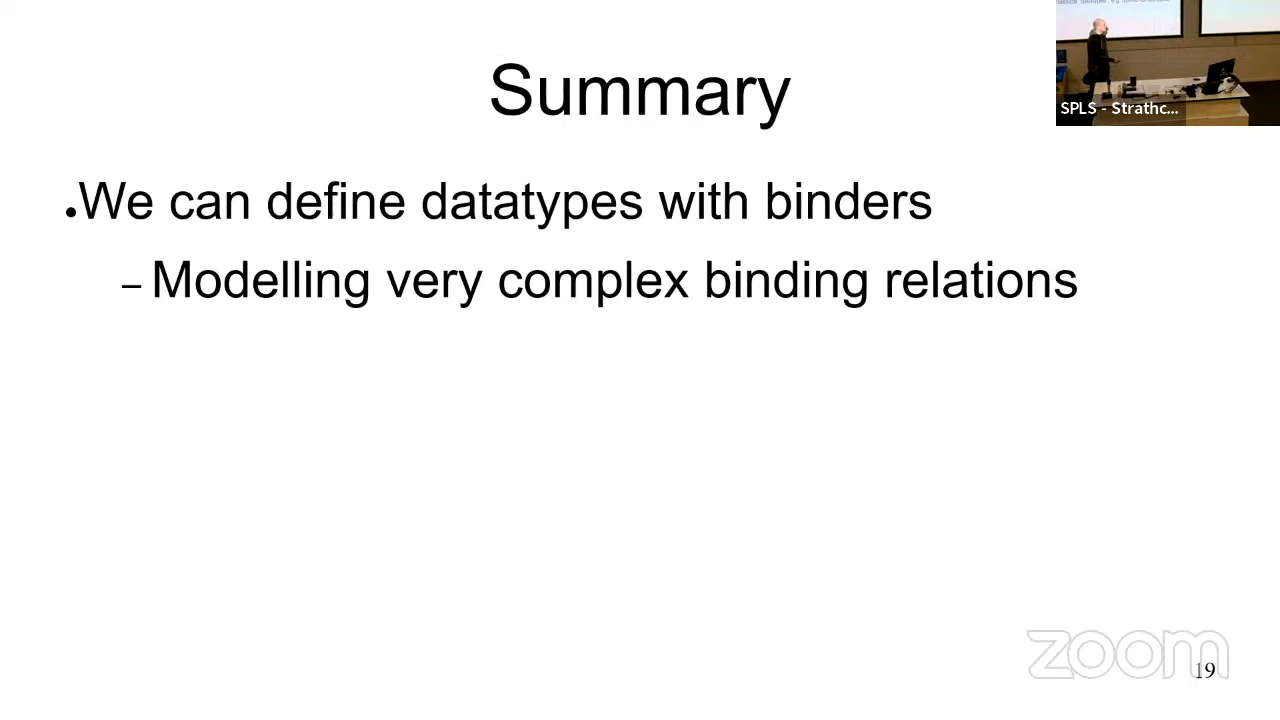 Summary
SPLS - Strathc...
●We can define datatypes with binders
– Modelling very complex binding relations
zoom
19